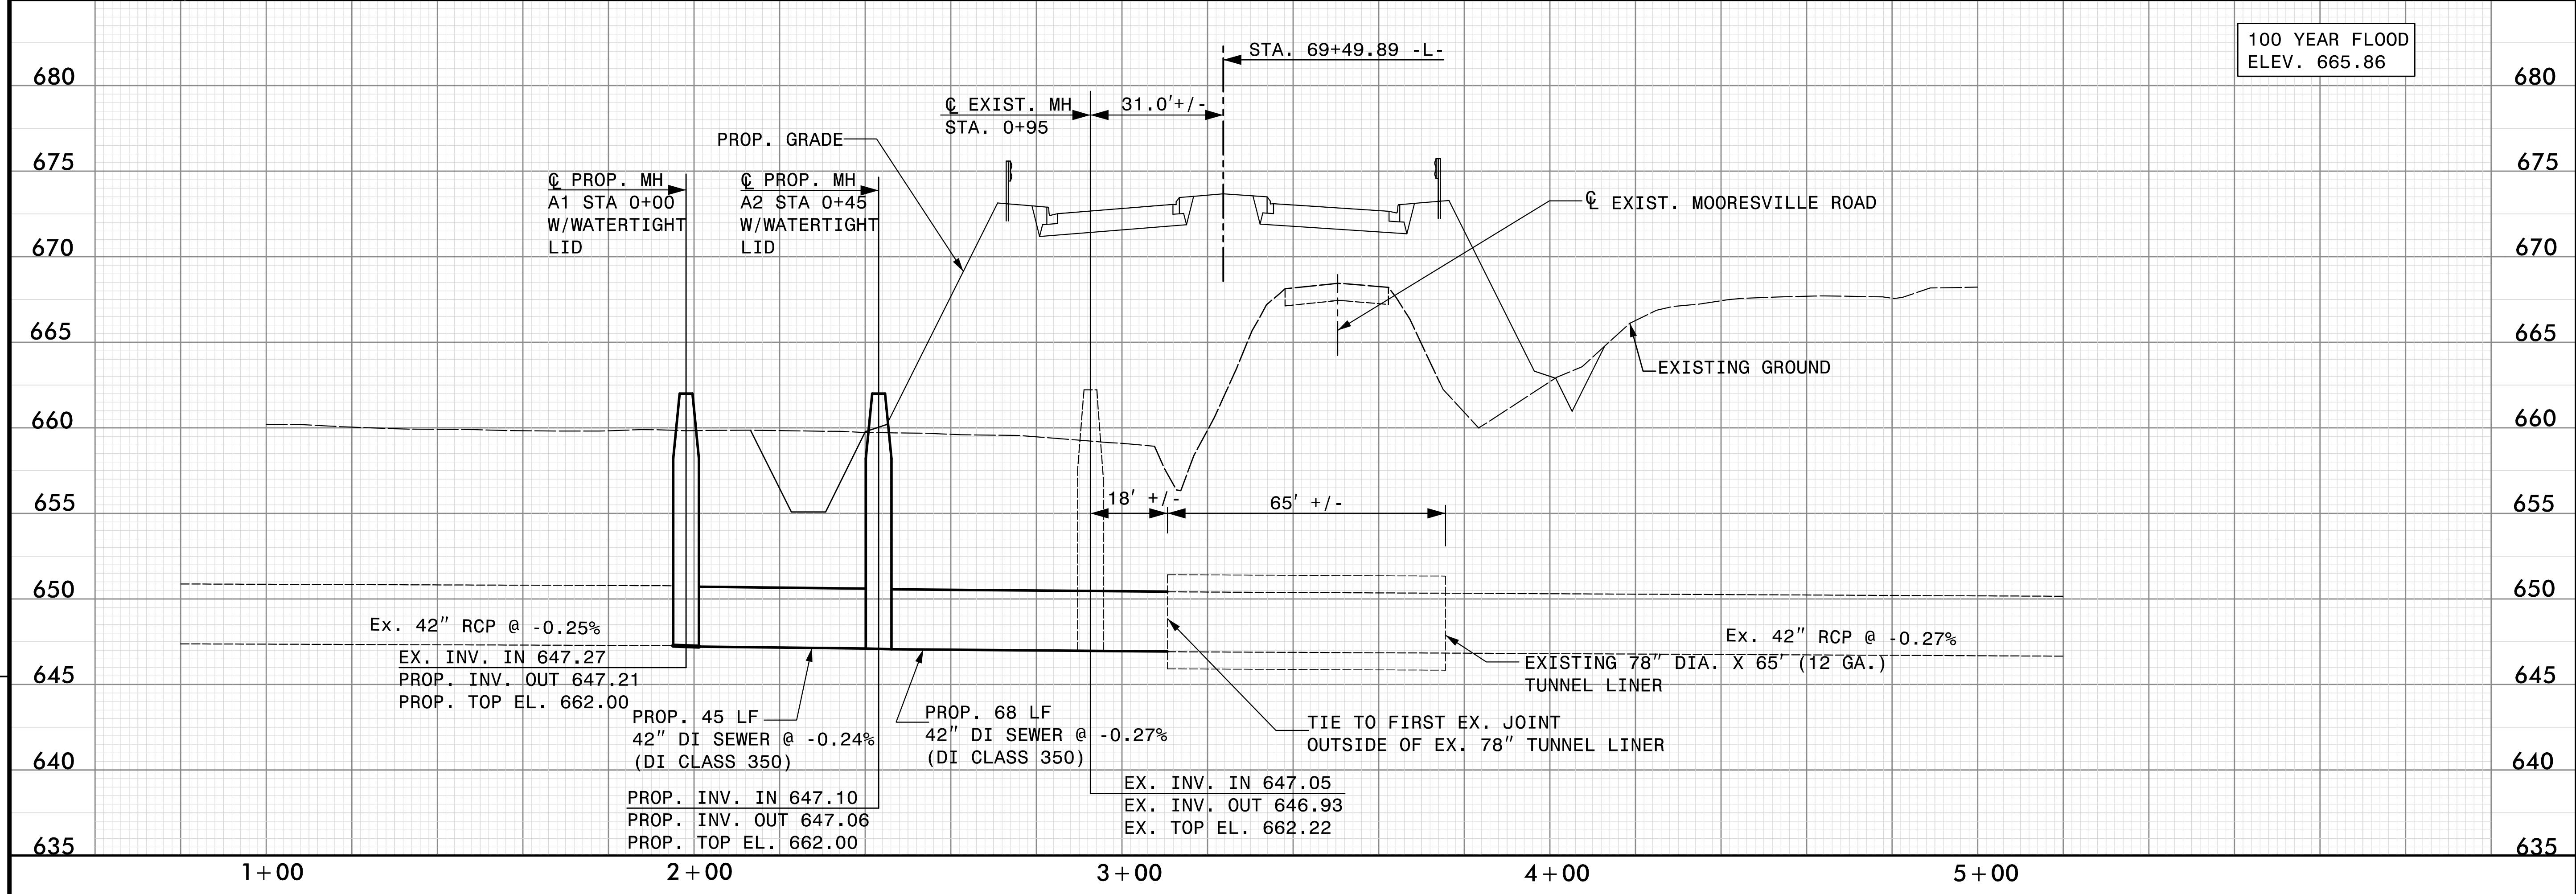 100 YEAR FLOOD
ELEV. 665.86
STA. 69+49.89 -L-
680
680
℄ EXIST. MH
STA. 0+95
31.0'+/-
PROP. GRADE
675
675
℄ PROP. MH
A1 STA 0+00
W/WATERTIGHT
LID
℄ PROP. MH
A2 STA 0+45
W/WATERTIGHT
LID
℄ EXIST. MOORESVILLE ROAD
670
670
665
665
EXISTING GROUND
660
660
18' +/-
65' +/-
655
655
650
650
Ex. 42" RCP @ -0.25%
Ex. 42" RCP @ -0.27%
EX. INV. IN 647.27
PROP. INV. OUT 647.21
PROP. TOP EL. 662.00
EXISTING 78" DIA. X 65' (12 GA.)
TUNNEL LINER
645
645
PROP. 45 LF
42" DI SEWER @ -0.24%
(DI CLASS 350)
PROP. 68 LF
42" DI SEWER @ -0.27%
(DI CLASS 350)
TIE TO FIRST EX. JOINT
OUTSIDE OF EX. 78" TUNNEL LINER
640
640
PROP. INV. IN 647.10
PROP. INV. OUT 647.06
PROP. TOP EL. 662.00
EX. INV. IN 647.05
EX. INV. OUT 646.93
EX. TOP EL. 662.22
635
635
1+00
2+00
3+00
4+00
5+00